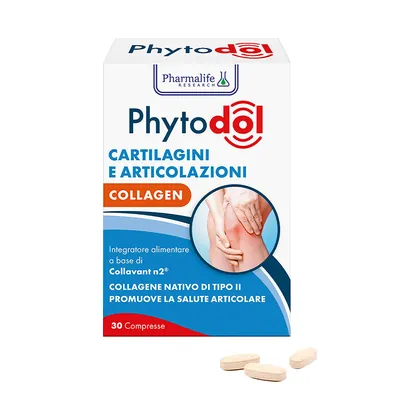 Pharmalife
RESEARCH
Phytodol
CARTILAGINI
E ARTICOLAZIONI
COLLAGEN
Integratore alimentare
a base di
Collavant n2®
COLLAGENE NATIVO DI TIPO II
PROMUOVE LA SALUTE ARTICOLARE
30 Compresse